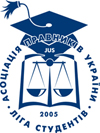 АСОЦІАЦІЯ ПРАВНИКІВ УКРАЇНИ
JUS
2005
ЛІГА СТУДЕНТІВ